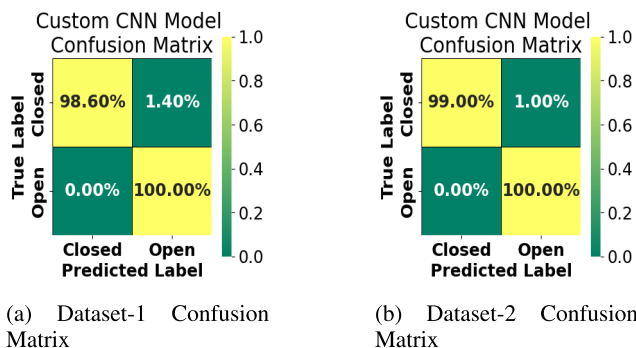 Custom CNN Model
Confusion Matrix
1.0
0.8
0.6
0.4
0.2
0.0
True Label
Closed
Open
98.60% 1.40%
0.00% 100.00%
Closed Open
Predicted Label
(a) Dataset-1 Confusion
Matrix
Custom CNN Model
Confusion Matrix
1.0
0.8
0.6
0.4
0.2
0.0
True Label
Closed
Open
99.00% 1.00%
0.00% 100.00%
Closed Open
Predicted Label
(b) Dataset-2 Confusion
Matrix